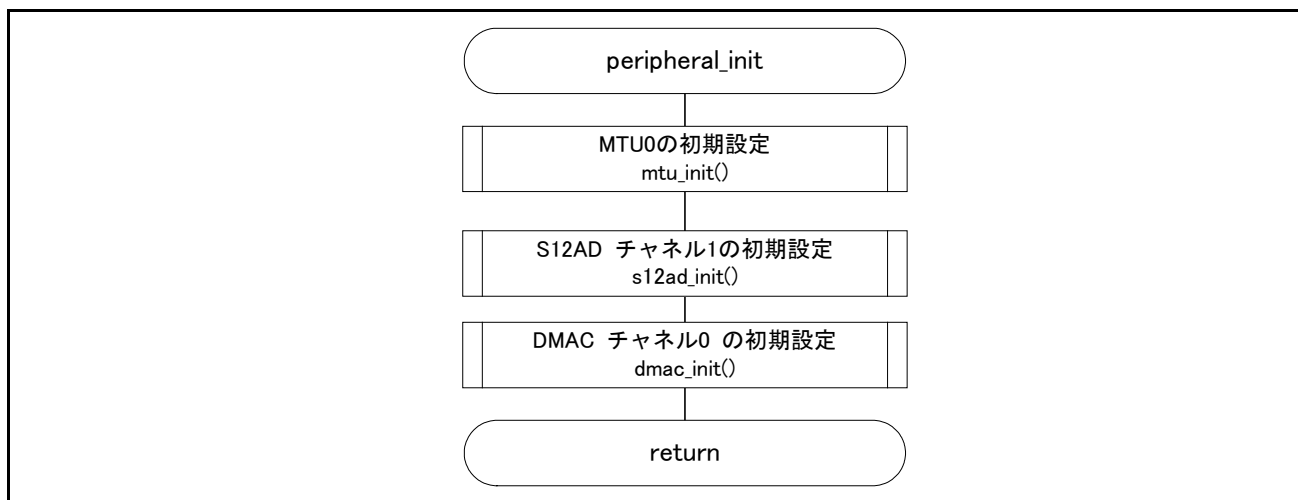 peripheral_init
MTU0の初期設定
mtu_init()
S12AD チャネル1の初期設定
s12ad_init()
DMAC チャネル0 の初期設定
dmac_init()
return